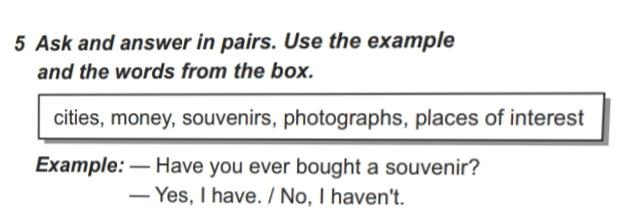 5 Ask and answer in pairs. Use the example
and the words from the box.
cities, money, souvenirs, photographs, places of interest
Example: — Have you ever bought a souvenir?
— Yes, I have. / No, I haven't.